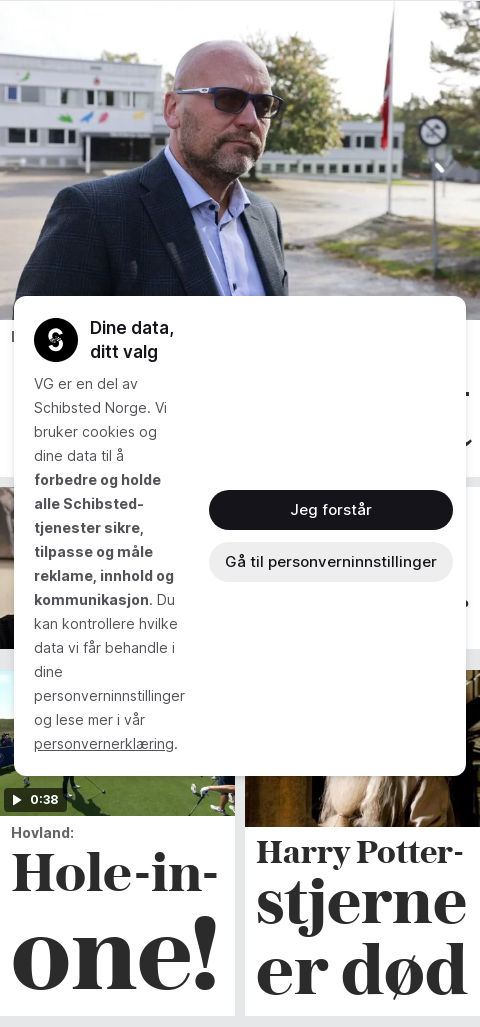 Dine data,
ditt valg
VG er en del av
Schibsted Norge. Vi
bruker cookies og
dine data til å
forbedre og holde
alle Schibsted-
tjenester sikre,
tilpasse og måle
reklame, innhold og
kommunikasjon. Du
kan kontrollere hvilke
data vi får behandle i
dine
personverninnstillinger
og lese mer i vår
personvernerklæring.
Jeg forstår
Gå til personverninnstillinger
0:38
Hovland:
Hole-in-
one!
Harry Potter-
stjerne
er død